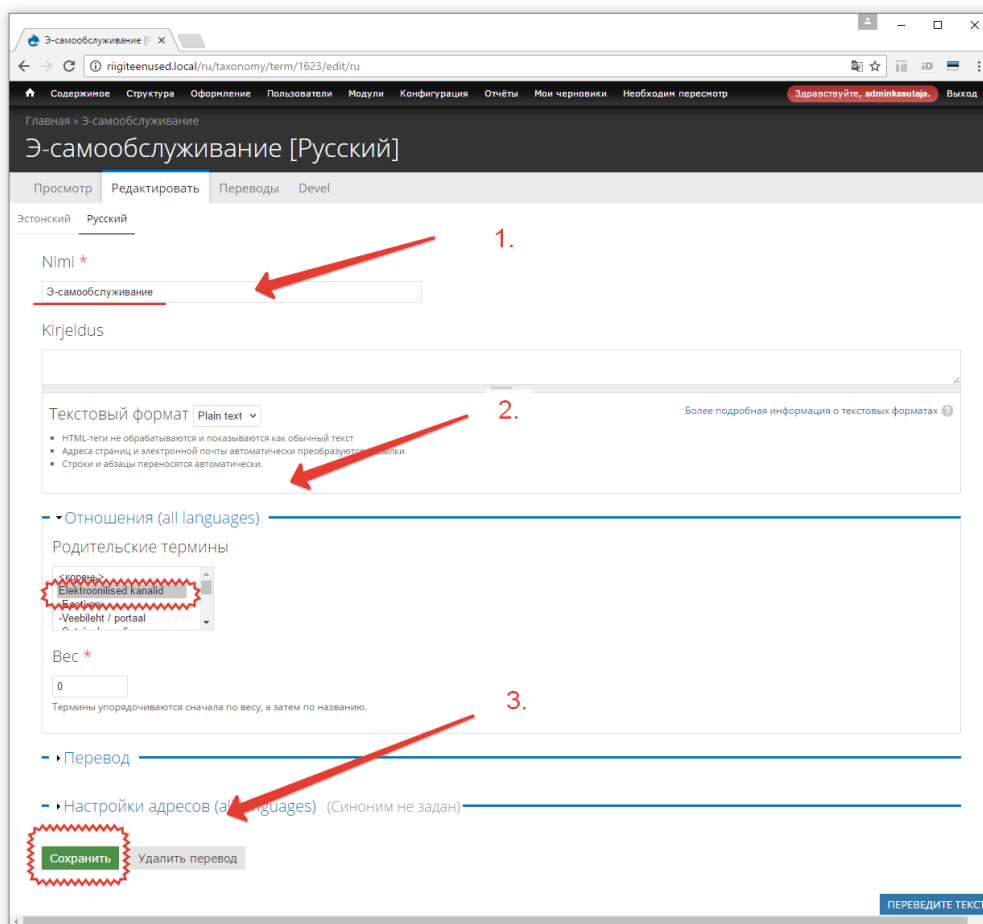 Э-самообслуживание [Р
riigiteenused.local/ru/taxonomy/term/1623/edit/ru
iD
Содержимое Структура Оформление Пользователи Модули Конфигурация Отчёты Мои черновики Необходим пересмотр Здравствуйте, adminkasutaja. Выход
Главная » Э-самообслуживание
Э-самообслуживание [Русский]
Просмотр Редактировать Переводы Devel
Эстонский Русский
1.
Nimi *
Э-самообслуживание
Kirjeldus
2.
Текстовый формат Plain text
Более подробная информация о текстовых форматах ?
HTML-теги не обрабатываются и показываются как обычный текст
Адреса страниц и электронной почты автоматически преобразуются ссылки.
Строки и абзацы переносятся автоматически.
Отношения (all languages)
Родительские термины
<корень>
Elektroonilised kanalid
-Veebileht / portaal
Вес *
0
Термины упорядочиваются сначала по весу, а затем по названию.
3.
Перевод
Настройки адресов (all languages) (Синоним не задан)
Сохранить Удалить перевод
ПЕРЕВЕДИТЕ ТЕКСТ